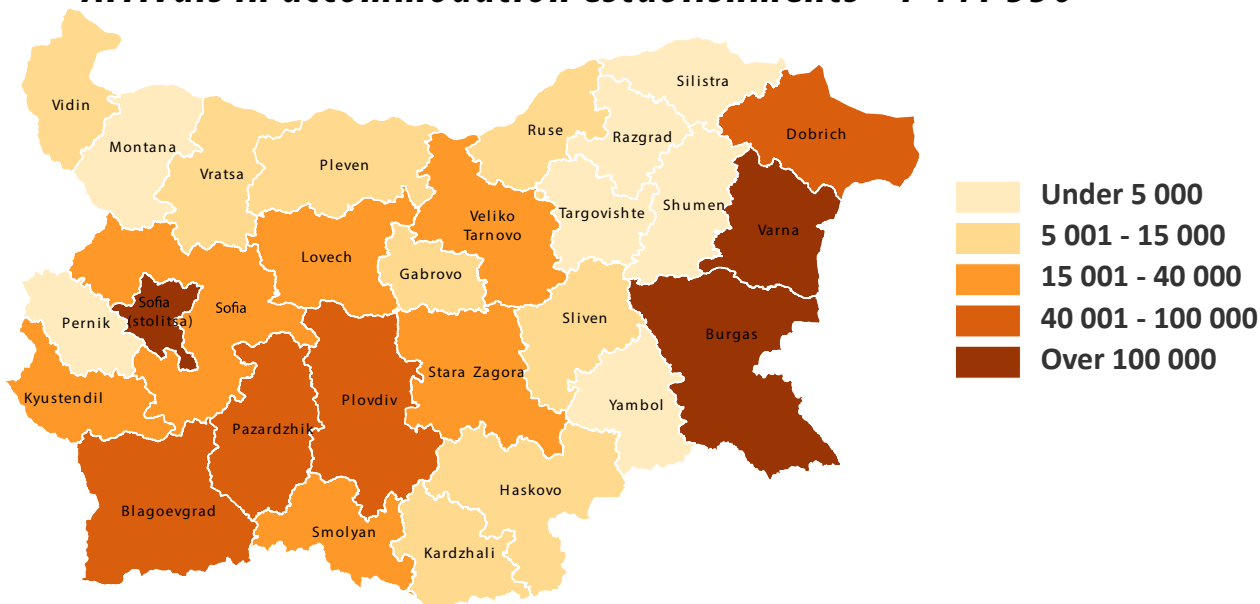 Vidin
Montana
Vratsa
Pleven
Ruse
Silistra
Razgrad
Dobrich
Targovishte
Shumen
Varna
Veliko
Tarnovo
Lovech
Gabrovo
Sofia
(stolitsa)
Sofia
Pernik
Sliven
Burgas
Kyustendil
Stara Zagora
Plovdiv
Pazardzhik
Yambol
Haskovo
Blagoevgrad
Smolyan
Kardzhali
Under 5 000
5 001 - 15 000
15 001 - 40 000
40 001 - 100 000
Over 100 000